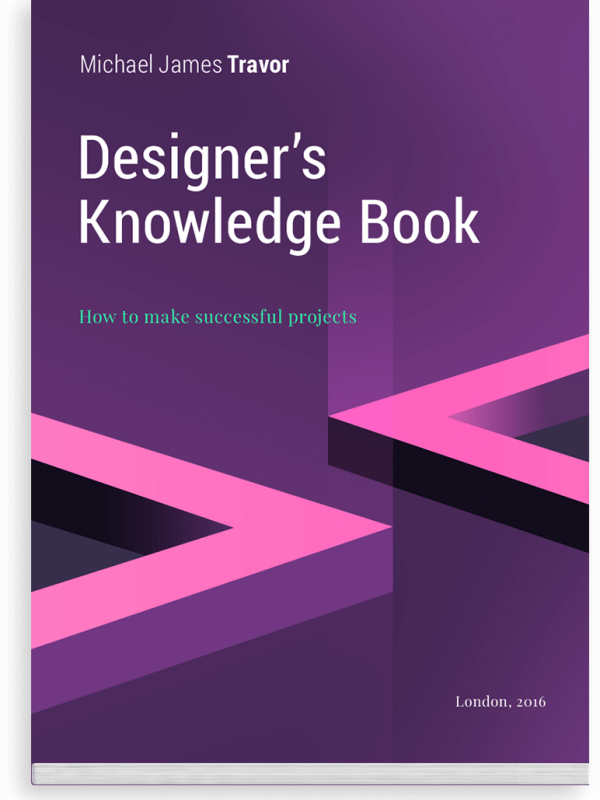 Michael James Travor
Designer’s
Knowledge Book
How to make successful projects
London, 2016